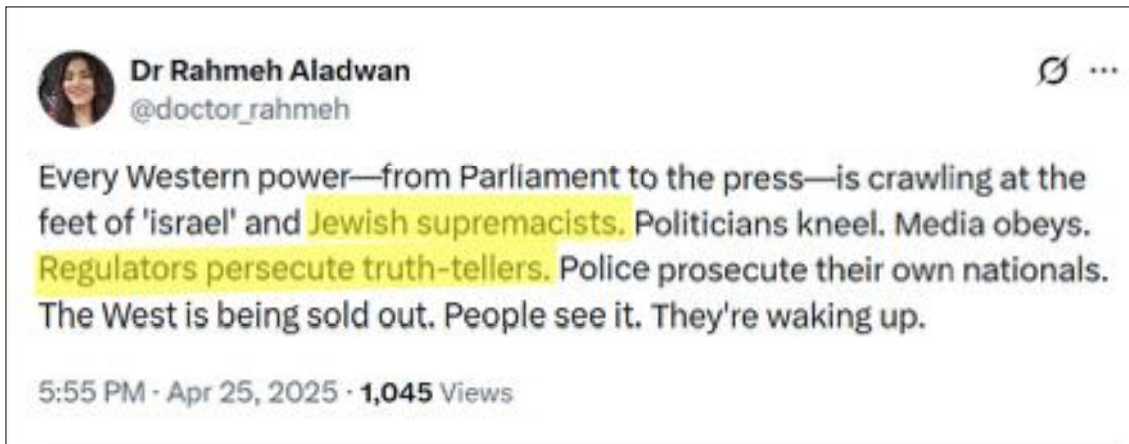 Dr Rahmeh Aladwan
@doctor_rahmeh
Every Western power—from Parliament to the press—is crawling at the
feet of 'israel' and Jewish supremacists. Politicians kneel. Media obeys.
Regulators persecute truth-tellers. Police prosecute their own nationals.
The West is being sold out. People see it. They're waking up.
5:55 PM · Apr 25, 2025 · 1,045 Views